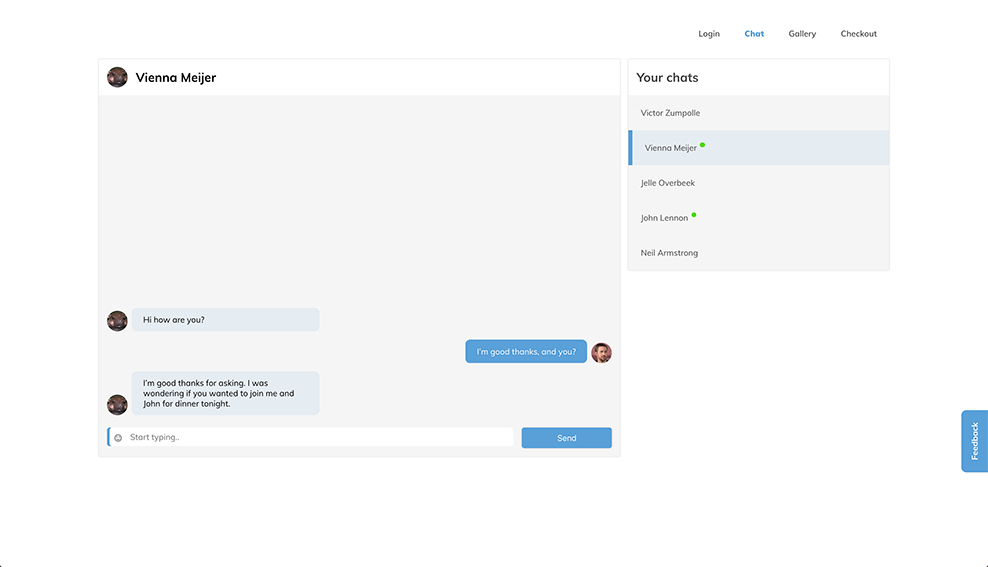 Login Chat Gallery Checkout
Vienna Meijer
Hi how are you?
I'm good thanks, and you?
I'm good thanks for asking. I was
wondering if you wanted to join me and
John for dinner tonight.
Start typing..
Send
Your chats
Victor Zumpolle
Vienna Meijer
Jelle Overbeek
John Lennon
Neil Armstrong
Feedback